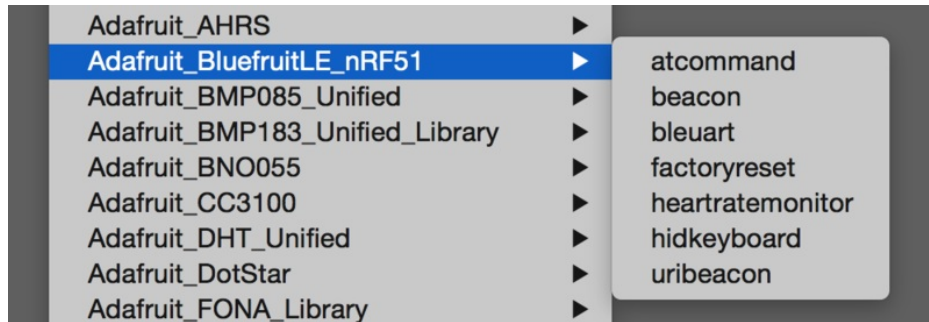 Adafruit_AHRS
Adafruit_BluefruitLE_nRF51
Adafruit_BMP085_Unified
Adafruit_BMP183_Unified_Library
Adafruit_BNO055
Adafruit_CC3100
Adafruit_DHT_Unified
Adafruit_DotStar
Adafruit_FONA_Library
atcommand
beacon
bleuart
factoryreset
heartratemonitor
hidkeyboard
uribeacon